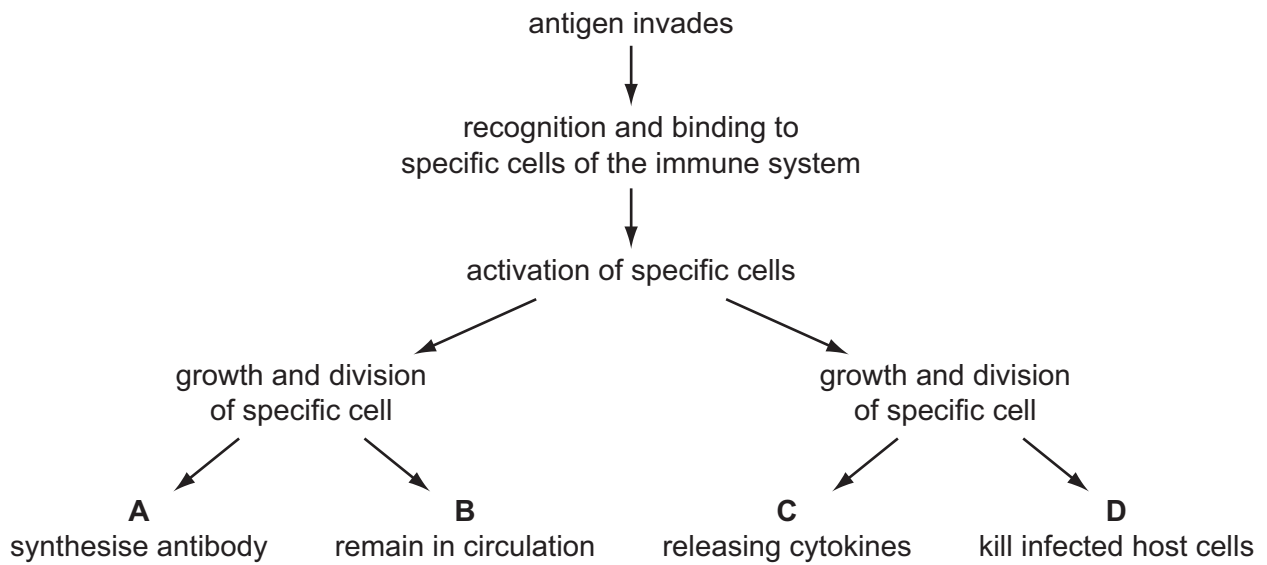 antigen invades
recognition and binding to
specific cells of the immune system
activation of specific cells
growth and division
of specific cell
growth and division
of specific cell
A
synthesise antibody
B
remain in circulation
C
releasing cytokines
D
kill infected host cells